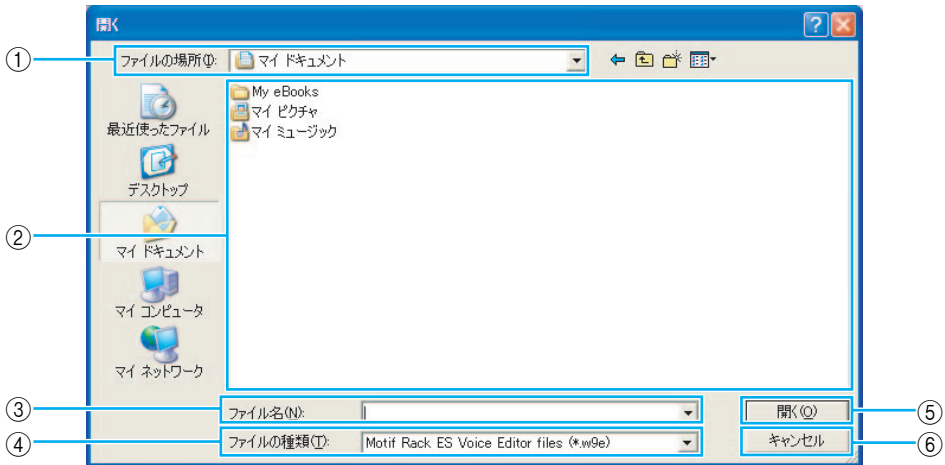 開く
①
ファイルの場所(I):
マイ ドキュメント
My eBooks
マイ ピクチャ
マイ ミュージック
最近使ったファイル
デスクトップ
②
マイ ドキュメント
マイ コンピュータ
マイ ネットワーク
③
ファイル名(N):
開く(O)
⑤
④
ファイルの種類(T):
Motif Rack ES Voice Editor files (*.w9e)
キャンセル
⑥